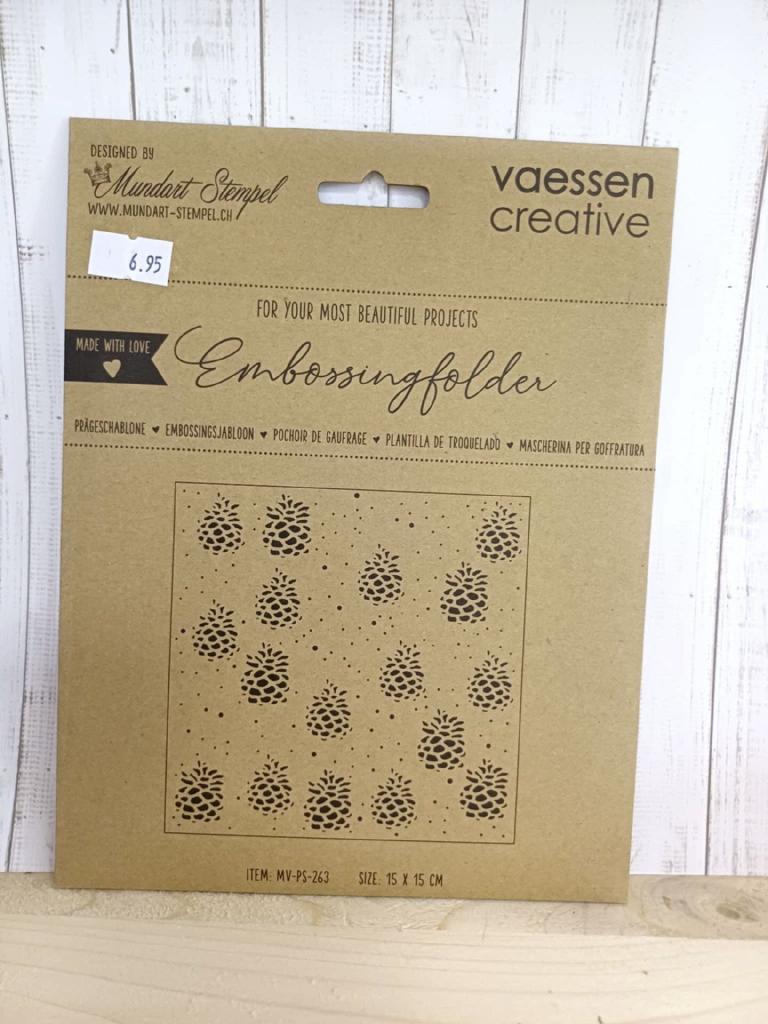 DESIGNED BY
Mundart Stempel
WWW.MUNDART-STEMPEL.CH
vaessen
creative
6.95
FOR YOUR MOST BEAUTIFUL PROJECTS
MADE WITH LOVE
Embossingfolder
PRÄGESCHABLONE ♥ EMBOSSINGSJABLOON ♥ POCHOIR DE GAUFRAGE ♥ PLANTILLA DE TROQUELADO ♥ MASCHERINA PER GOFFRATURA
ITEM: MV-PS-263 SIZE: 15 X 15 CM